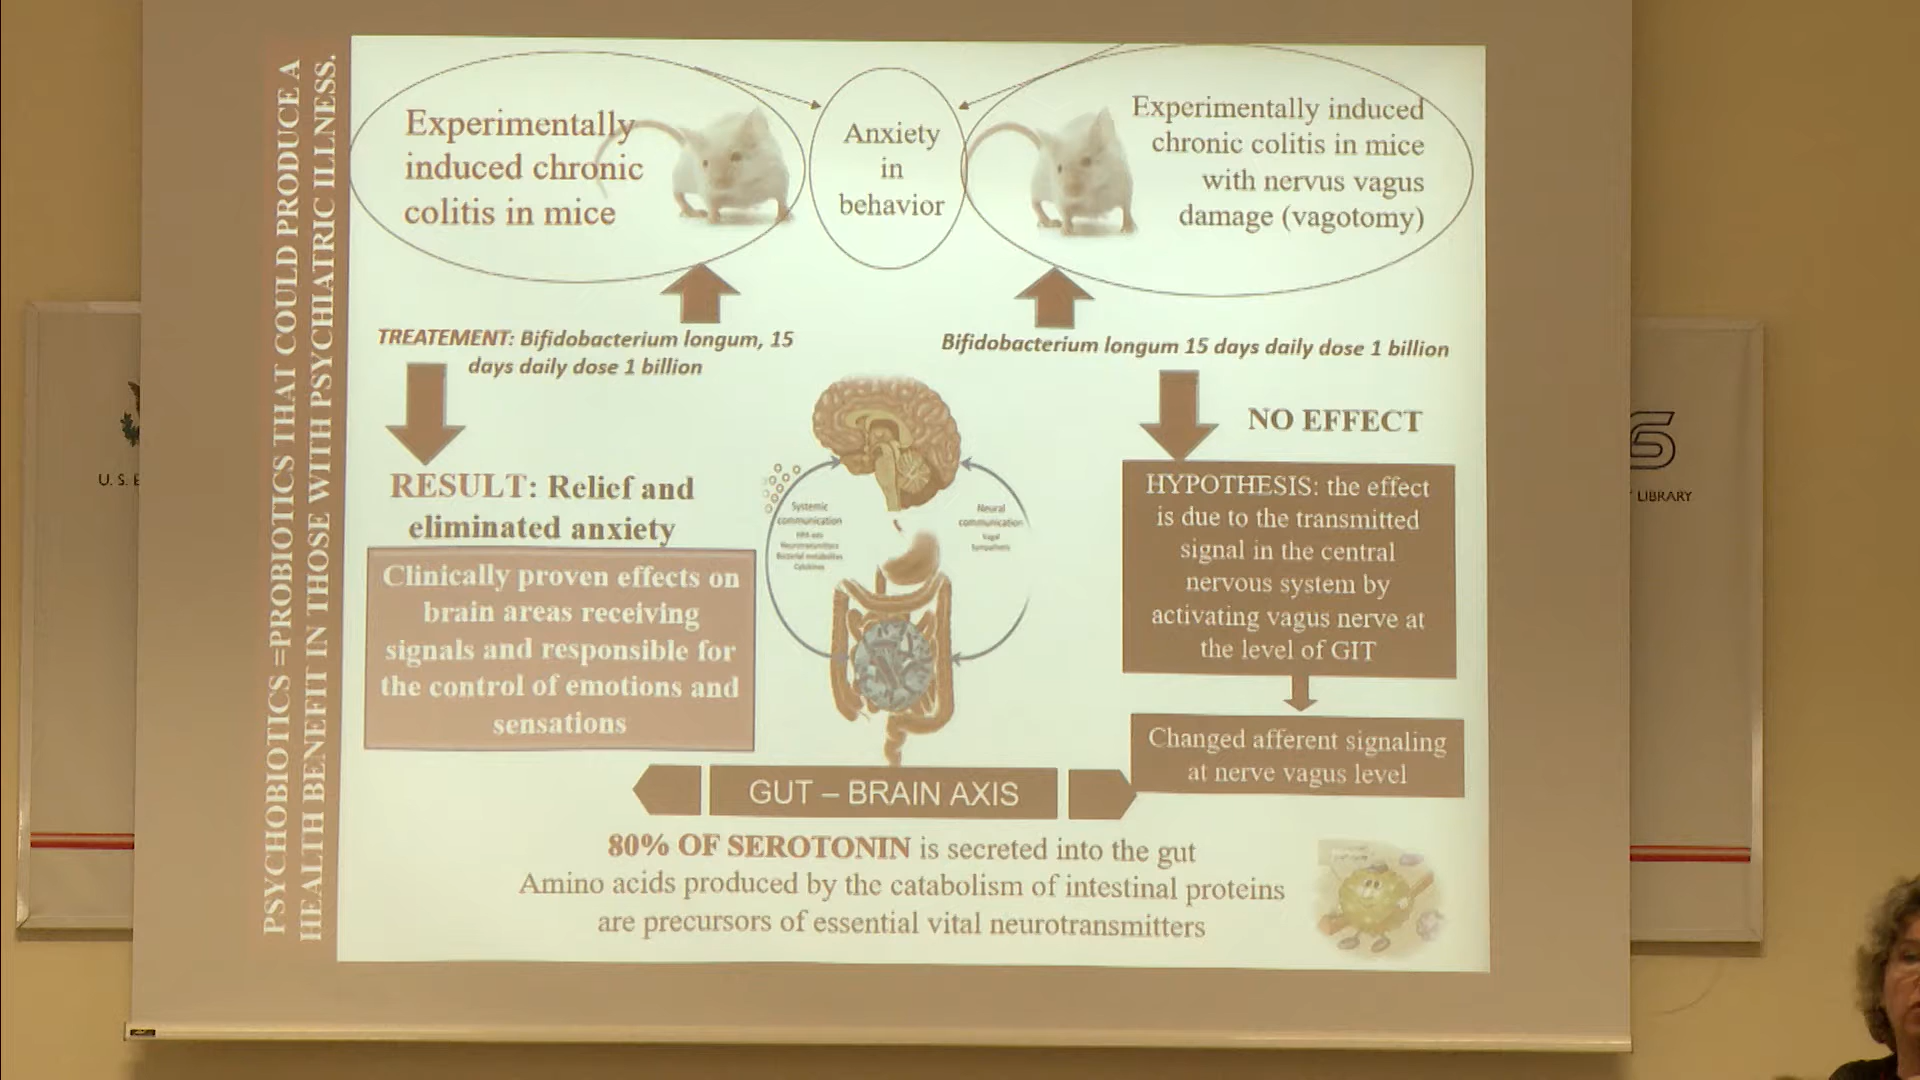 PSYCHOBIOTICS =PROBIOTICS THAT COULD PRODUCE A
HEALTH BENEFIT IN THOSE WITH PSYCHIATRIC ILLNESS.
Experimentally
induced chronic
colitis in mice
Anxiety
in
behavior
Experimentally induced
chronic colitis in mice
with nervus vagus
damage (vagotomy)
TREATEMENT: Bifidobacterium longum, 15
days daily dose 1 billion
Bifidobacterium longum 15 days daily dose 1 billion
NO EFFECT
RESULT: Relief and
eliminated anxiety
Clinically proven effects on
brain areas receiving
signals and responsible for
the control of emotions and
sensations
Systemic
communication
Neurotransmitters
Bacterial metabolites
Cytokines
Neural
communication
Vagal
HYPOTHESIS: the effect
is due to the transmitted
signal in the central
nervous system by
activating vagus nerve at
the level of GIT
Changed afferent signaling
at nerve vagus level
GUT – BRAIN AXIS
80% OF SEROTONIN is secreted into the gut
Amino acids produced by the catabolism of intestinal proteins
are precursors of essential vital neurotransmitters
U. S. E
LIBRARY